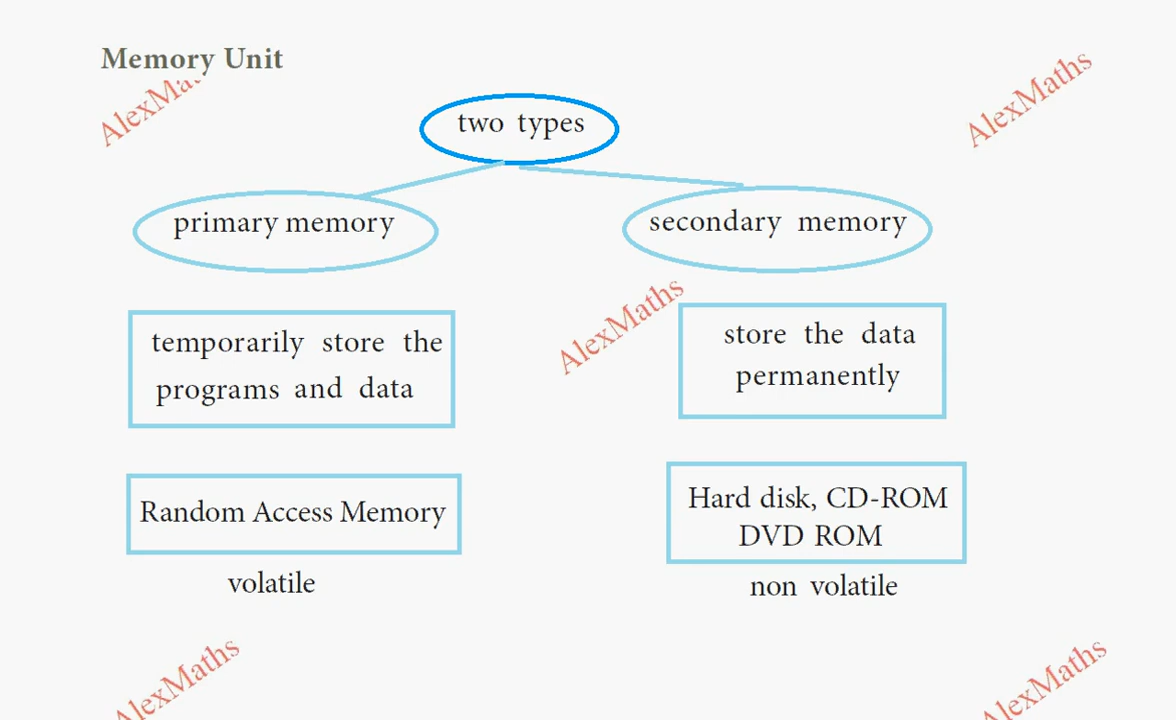 Memory Unit
AlexMa
AlexMaths
two types
primary memory
secondary memory
AlexMaths
temporarily store the
programs and data
store the data
permanently
Random Access Memory
Hard disk, CD-ROM
DVD ROM
volatile
non volatile
AlexMaths
AlexMaths